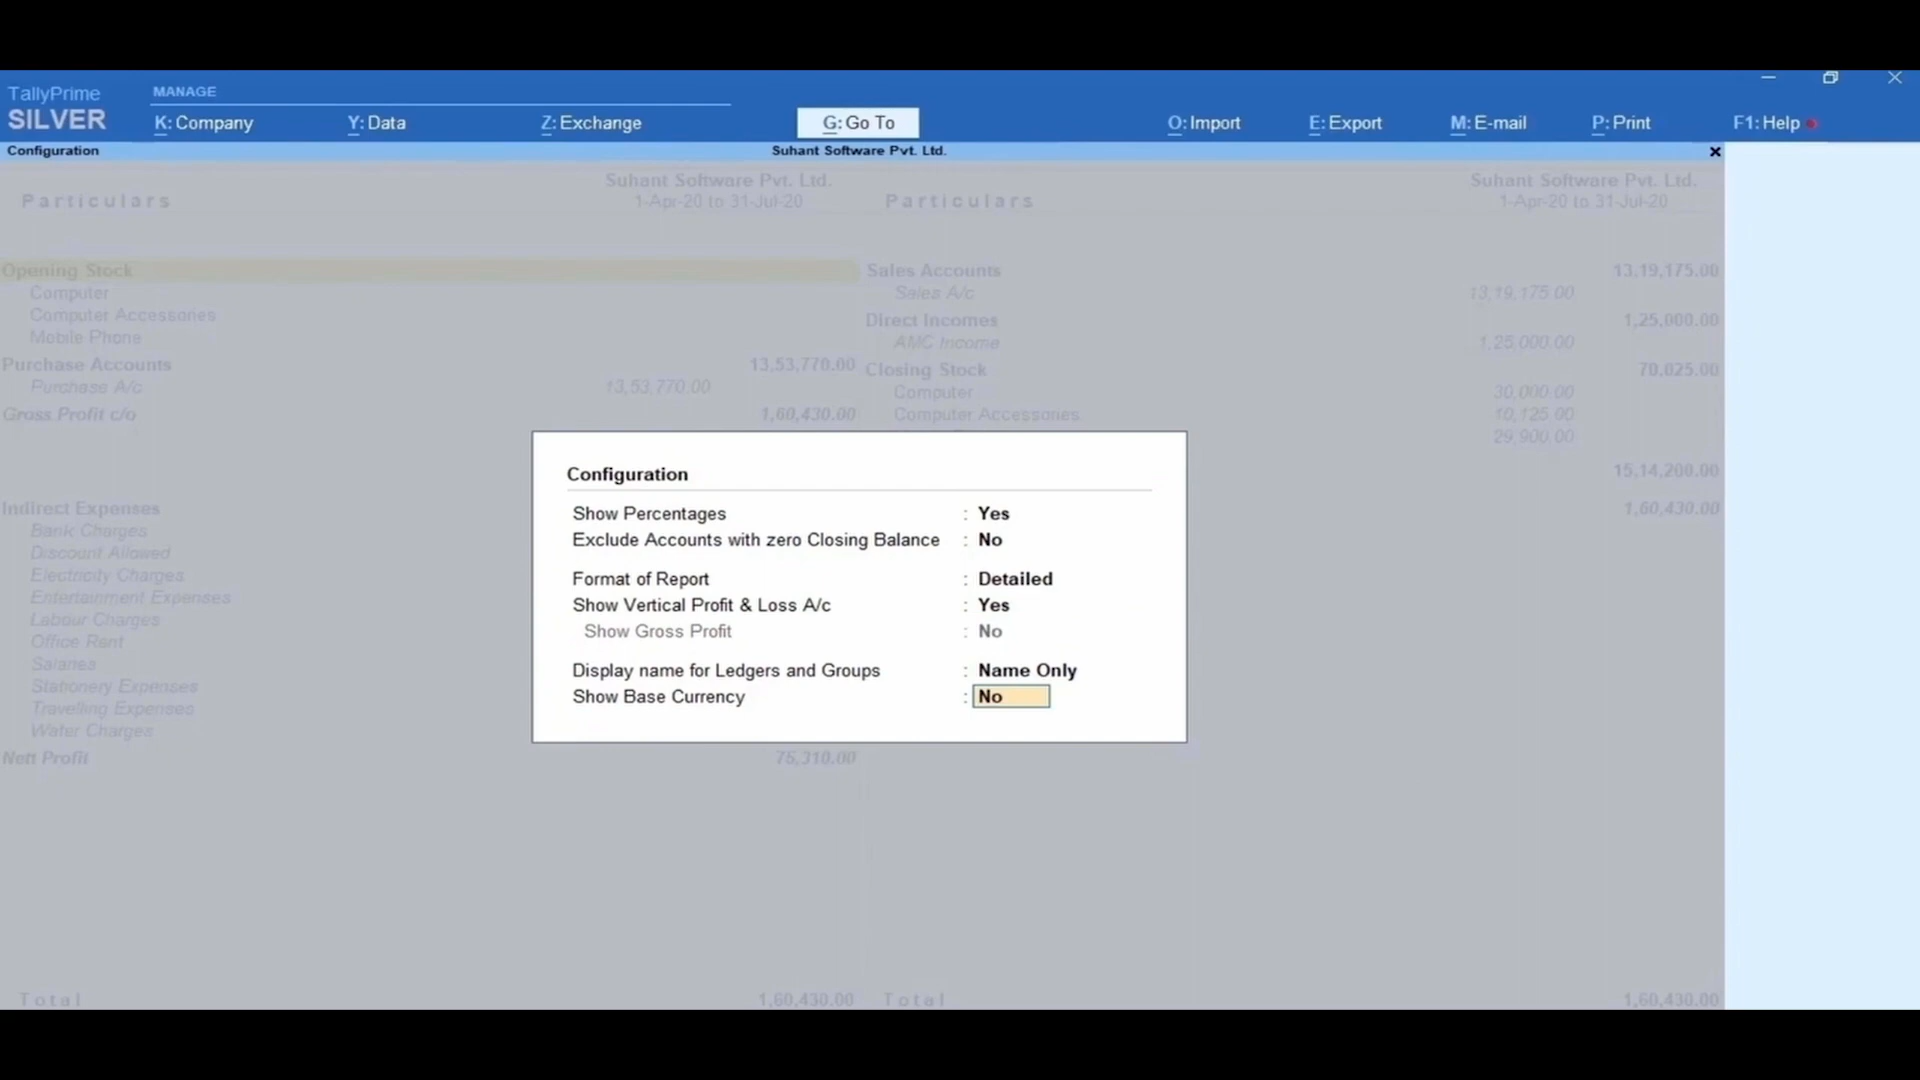 TallyPrime
SILVER
MANAGE
K: Company
Y: Data
Z: Exchange
G: Go To
O: Import
E: Export
M: E-mail
P: Print
F1: Help
Configuration
Suhant Software Pvt. Ltd.
Particulars
Suhant Software Pvt. Ltd.
1-Apr-20 to 31-Jul-20
Particulars
Suhant Software Pvt. Ltd.
1-Apr-20 to 31-Jul-20
Opening Stock
Computer
Computer Accessories
Mobile Phone
Purchase Accounts 13,53,770.00
Purchase A/c 13,53,770.00
Gross Profit c/o 1,60,430.00
Sales Accounts 13,19,175.00
Sales A/c 13,19,175.00
Direct Incomes 1,25,000.00
AMC Income 1,25,000.00
Closing Stock 70,025.00
Computer 30,000.00
Computer Accessories 10,125.00
29,900.00
15,14,200.00
1,60,430.00
Configuration
Show Percentages : Yes
Exclude Accounts with zero Closing Balance : No
Format of Report : Detailed
Show Vertical Profit & Loss A/c : Yes
Show Gross Profit : No
Display name for Ledgers and Groups : Name Only
Show Base Currency : No
Indirect Expenses
Bank Charges
Discount Allowed
Electricity Charges
Entertainment Expenses
Labour Charges
Office Rent
Salaries
Stationery Expenses
Travelling Expenses
Water Charges
Nett Profit 75,310.00
Total 1,60,430.00
Total 1,60,430.00